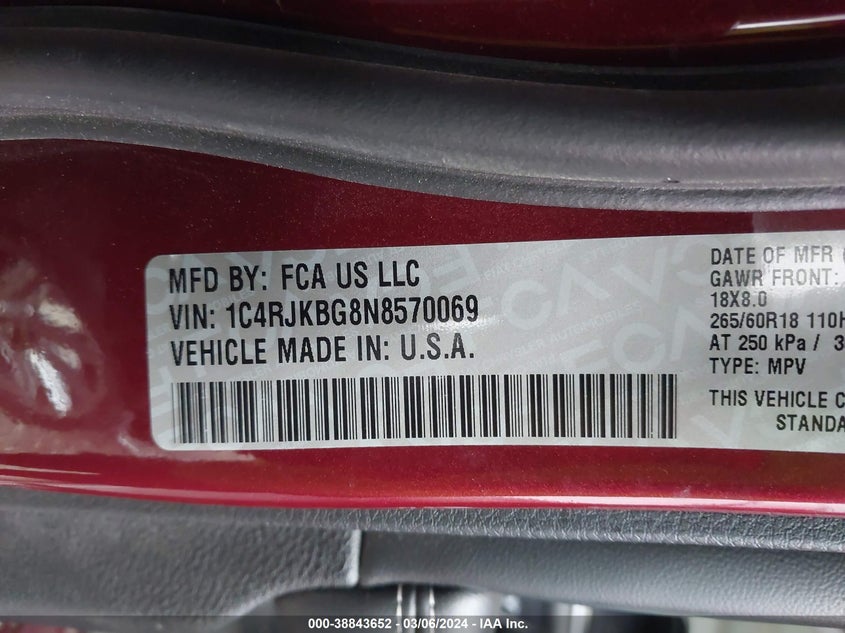 MFD BY: FCA US LLC
VIN: 1C4RJKBG8N8570069
VEHICLE MADE IN: U.S.A.
DATE OF MFR
GAWR FRONT:
18X8.0
265/60R18 110H
AT 250 kPa / 3
TYPE: MPV
THIS VEHICLE C
STANDA
000-38843652 — 03/06/2024 - IAA Inc.